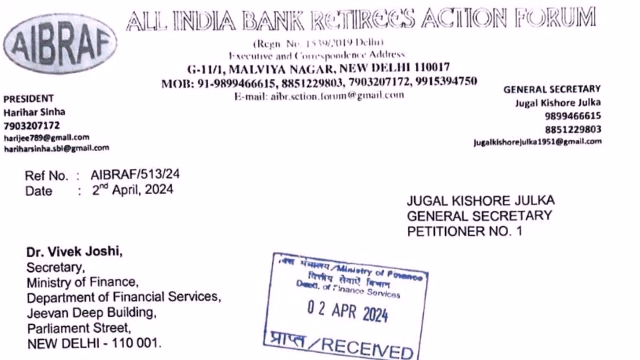 AIBRAF
ALL INDIA BANK RETIREES ACTION FORUM
(Regn. No. 1539/2019 Delhi)
Executive and Correspondence Address
G-11/1, MALVIYA NAGAR, NEW DELHI 110017
MOB: 91-9899466615, 8851229803, 7903207172, 9915394750
E-mail: aibr.action.forum@gmail.com
PRESIDENT
Harihar Sinha
7903207172
harijee789@gmail.com
hariharsinha.sbi@gmail.com
GENERAL SECRETARY
Jugal Kishore Julka
9899466615
8851229803
jugalkishorejulka1951@gmail.com
Ref No. : AIBRAF/513/24
Date : 2nd April, 2024
JUGAL KISHORE JULKA
GENERAL SECRETARY
PETITIONER NO. 1
Dr. Vivek Joshi,
Secretary,
Ministry of Finance,
Department of Financial Services,
Jeevan Deep Building,
Parliament Street,
NEW DELHI - 110 001.
वित्त मंत्रालय/Ministry of Finance
वित्तीय सेवाएँ विभाग
Deptt. of Finance Services
02 APR 2024
प्राप्त/RECEIVED